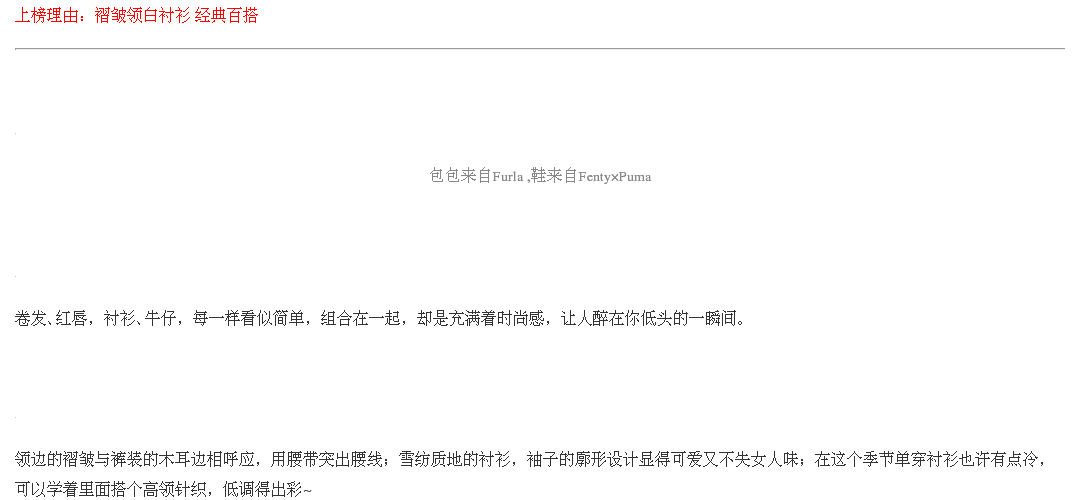 上榜理由：褶皱领白衬衫 经典百搭
包包来自Furla ,鞋来自Fenty×Puma
卷发、红唇，衬衫、牛仔，每一样看似简单，组合在一起，却是充满着时尚感，让人醉在你低头的一瞬间。
领边的褶皱与裤装的木耳边相呼应，用腰带突出腰线；雪纺质地的衬衫，袖子的廓形设计显得可爱又不失女人味；在这个季节单穿衬衫也许有点冷，
可以学着里面搭个高领针织，低调得出彩~